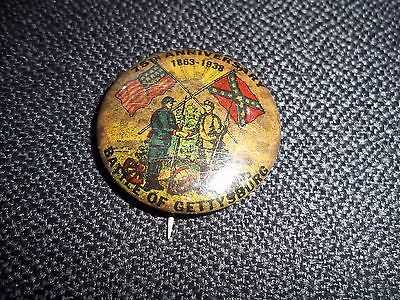 75TH ANNIVERSARY
1863-1938
BATTLE OF GETTYSBURG